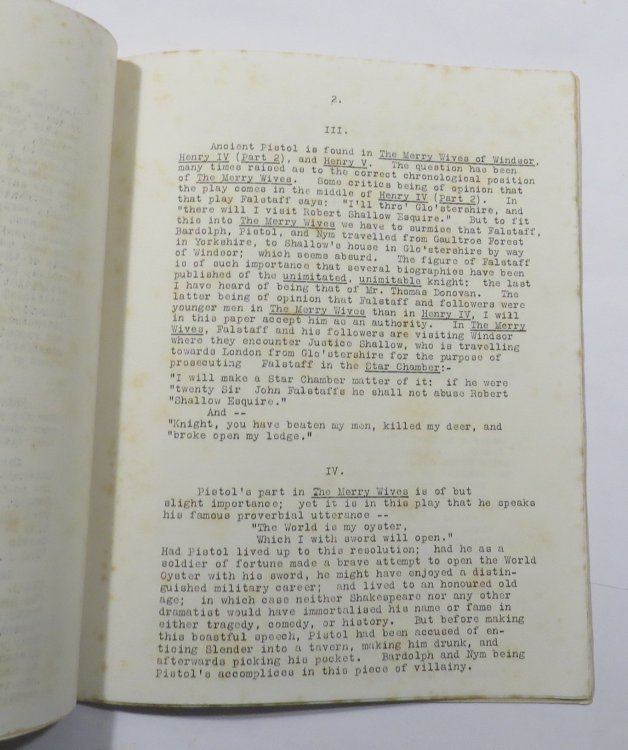 2.
III.
Ancient Pistol is found in The Merry Wives of Windsor,
Henry IV (Part 2), and Henry V. The question has been
many times raised as to the correct chronological position
of The Merry Wives. Some critics being of opinion that
the play comes in the middle of Henry IV (Part 2). In
that play Falstaff says: "I'll thro' Glo'stershire, and
"there will I visit Robert Shallow Esquire." But to fit
this into The Merry Wives we have to surmise that Falstaff,
Bardolph, Pistol, and Nym travelled from Gaultroe Forest
in Yorkshire, to Shallow's house in Glo'stershire by way
of Windsor; which seems absurd. The figure of Falstaff
is of such importance that several biographies have been
published of the unimitated, unimitable knight: the last
I have heard of being that of Mr. Thomas Donovan. The
latter being of opinion that Falstaff and followers were
younger men in The Merry Wives than in Henry IV, I will
in this paper accept him as an authority. In The Merry
Wives, Falstaff and his followers are visiting Windsor
where they encounter Justice Shallow, who is travelling
towards London from Glo'stershire for the purpose of
prosecuting Falstaff in the Star Chamber:-
"I will make a Star Chamber matter of it: if he were
"twenty Sir John Falstaffs he shall not abuse Robert
"Shallow Esquire."
And --
"Knight, you have beaten my men, killed my deer, and
"broke open my lodge."
IV.
Pistol's part in The Merry Wives is of but
slight importance; yet it is in this play that he speaks
his famous proverbial utterance --
"The World is my oyster,
Which I with sword will open."
Had Pistol lived up to this resolution; had he as a
soldier of fortune made a brave attempt to open the World
Oyster with his sword, he might have enjoyed a distin-
guished military career; and lived to an honoured old
age; in which case neither Shakespeare nor any other
dramatist would have immortalised his name or fame in
either tragedy, comedy, or history. But before making
this boastful speech, Pistol had been accused of en-
ticing Slender into a tavern, making him drunk, and
afterwards picking his pocket. Bardolph and Nym being
Pistol's accomplices in this piece of villainy.